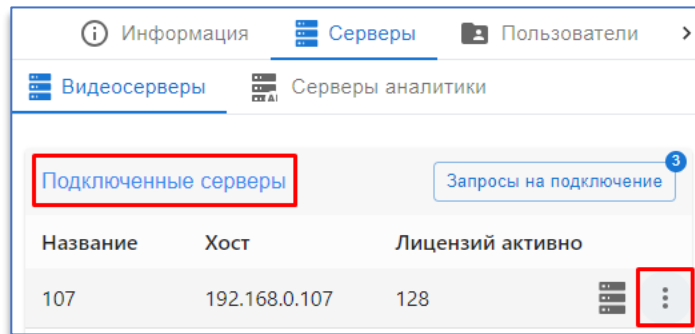 Информация Серверы Пользователи
Видеосерверы Серверы аналитики
3
Подключенные серверы Запросы на подключение
Название Хост Лицензий активно
107 192.168.0.107 128